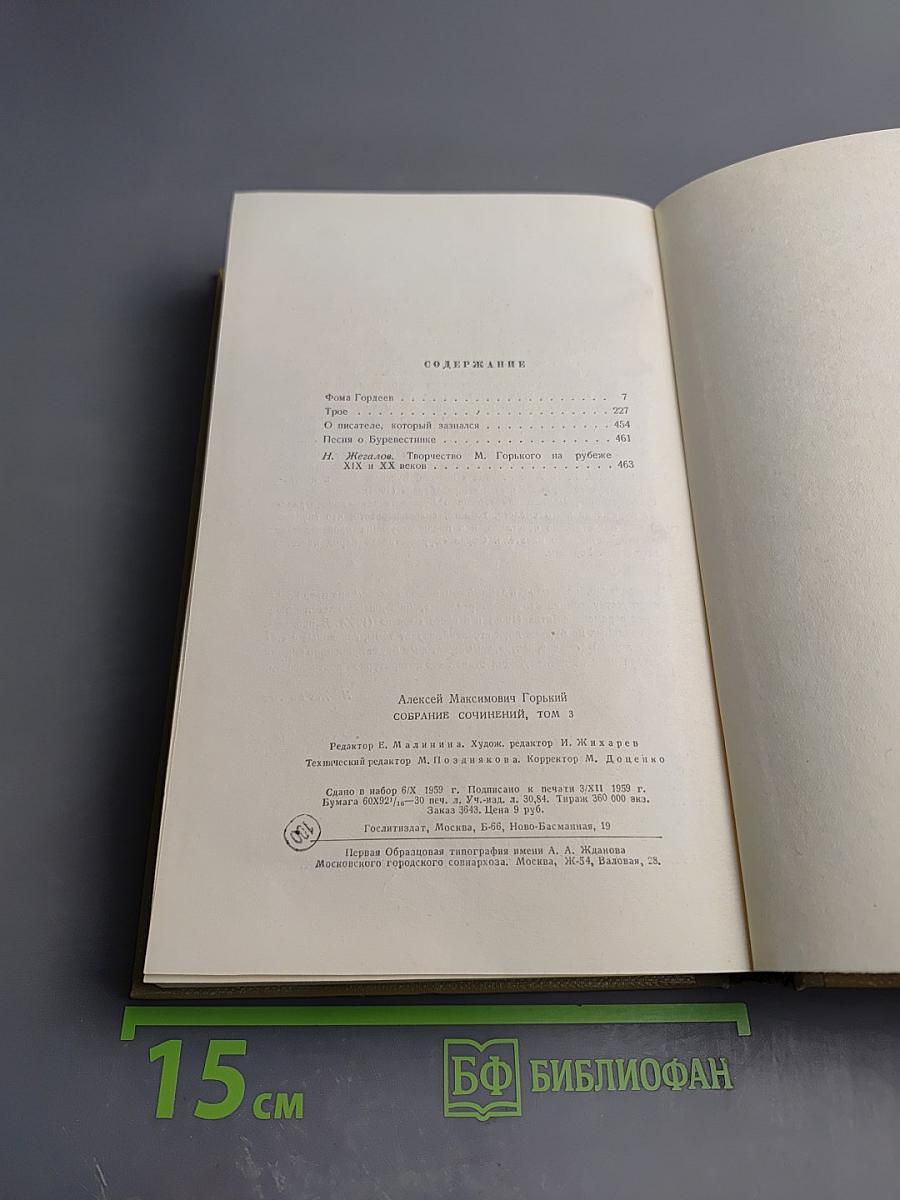 СОДЕРЖАНИЕ
Фома Гордеев . . . . . . . . . . . . . . . . . . . . . 7
Трое . . . . . . . . . . . . . . . . . . . . . . . . 227
О писателе, который зазнался . . . . . . . . . . . . 454
Песня о Буревестнике . . . . . . . . . . . . . . . . 461
Н. Жегалов. Творчество М. Горького на рубеже
XIX и XX веков . . . . . . . . . . . . . . . . . . 463
Алексей Максимович Горький
СОБРАНИЕ СОЧИНЕНИЙ, ТОМ 3
Редактор Е. Малинина. Худож. редактор И. Жихарев
Технический редактор М. Позднякова. Корректор М. Доценко
Сдано в набор 6/X 1959 г. Подписано к печати 3/XII 1959 г.
Бумага 60X92¹/₁₆—30 печ. л. Уч.-изд. л. 30,84. Тираж 360 000 экз.
Заказ 3643. Цена 9 руб.
Гослитиздат, Москва, Б-66, Ново-Басманная, 19
100
Первая Образцовая типография имени А. А. Жданова
Московского городского совнархоза. Москва, Ж-54, Валовая, 28.
15 см
БФ БИБЛИОФАН